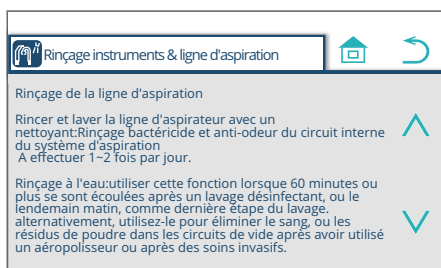 Rinçage instruments & ligne d'aspiration
Rinçage de la ligne d'aspiration
Rincer et laver la ligne d'aspirateur avec un
nettoyant:Rinçage bactéricide et anti-odeur du circuit interne
du système d'aspiration
A effectuer 1~2 fois par jour.
Rinçage à l'eau:utiliser cette fonction lorsque 60 minutes ou
plus se sont écoulées après un lavage désinfectant, ou le
lendemain matin, comme dernière étape du lavage.
alternativement, utilisez-le pour éliminer le sang, ou les
résidus de poudre dans les circuits de vide après avoir utilisé
un aéropolisseur ou après des soins invasifs.